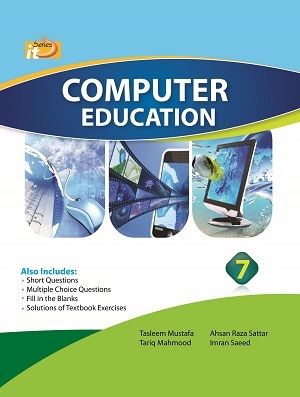 Series
it
COMPUTER
EDUCATION
Also Includes:
• Short Questions
• Multiple Choice Questions
• Fill in the Blanks
• Solutions of Textbook Exercises
7
Tasleem Mustafa Ahsan Raza Sattar
Tariq Mahmood Imran Saeed